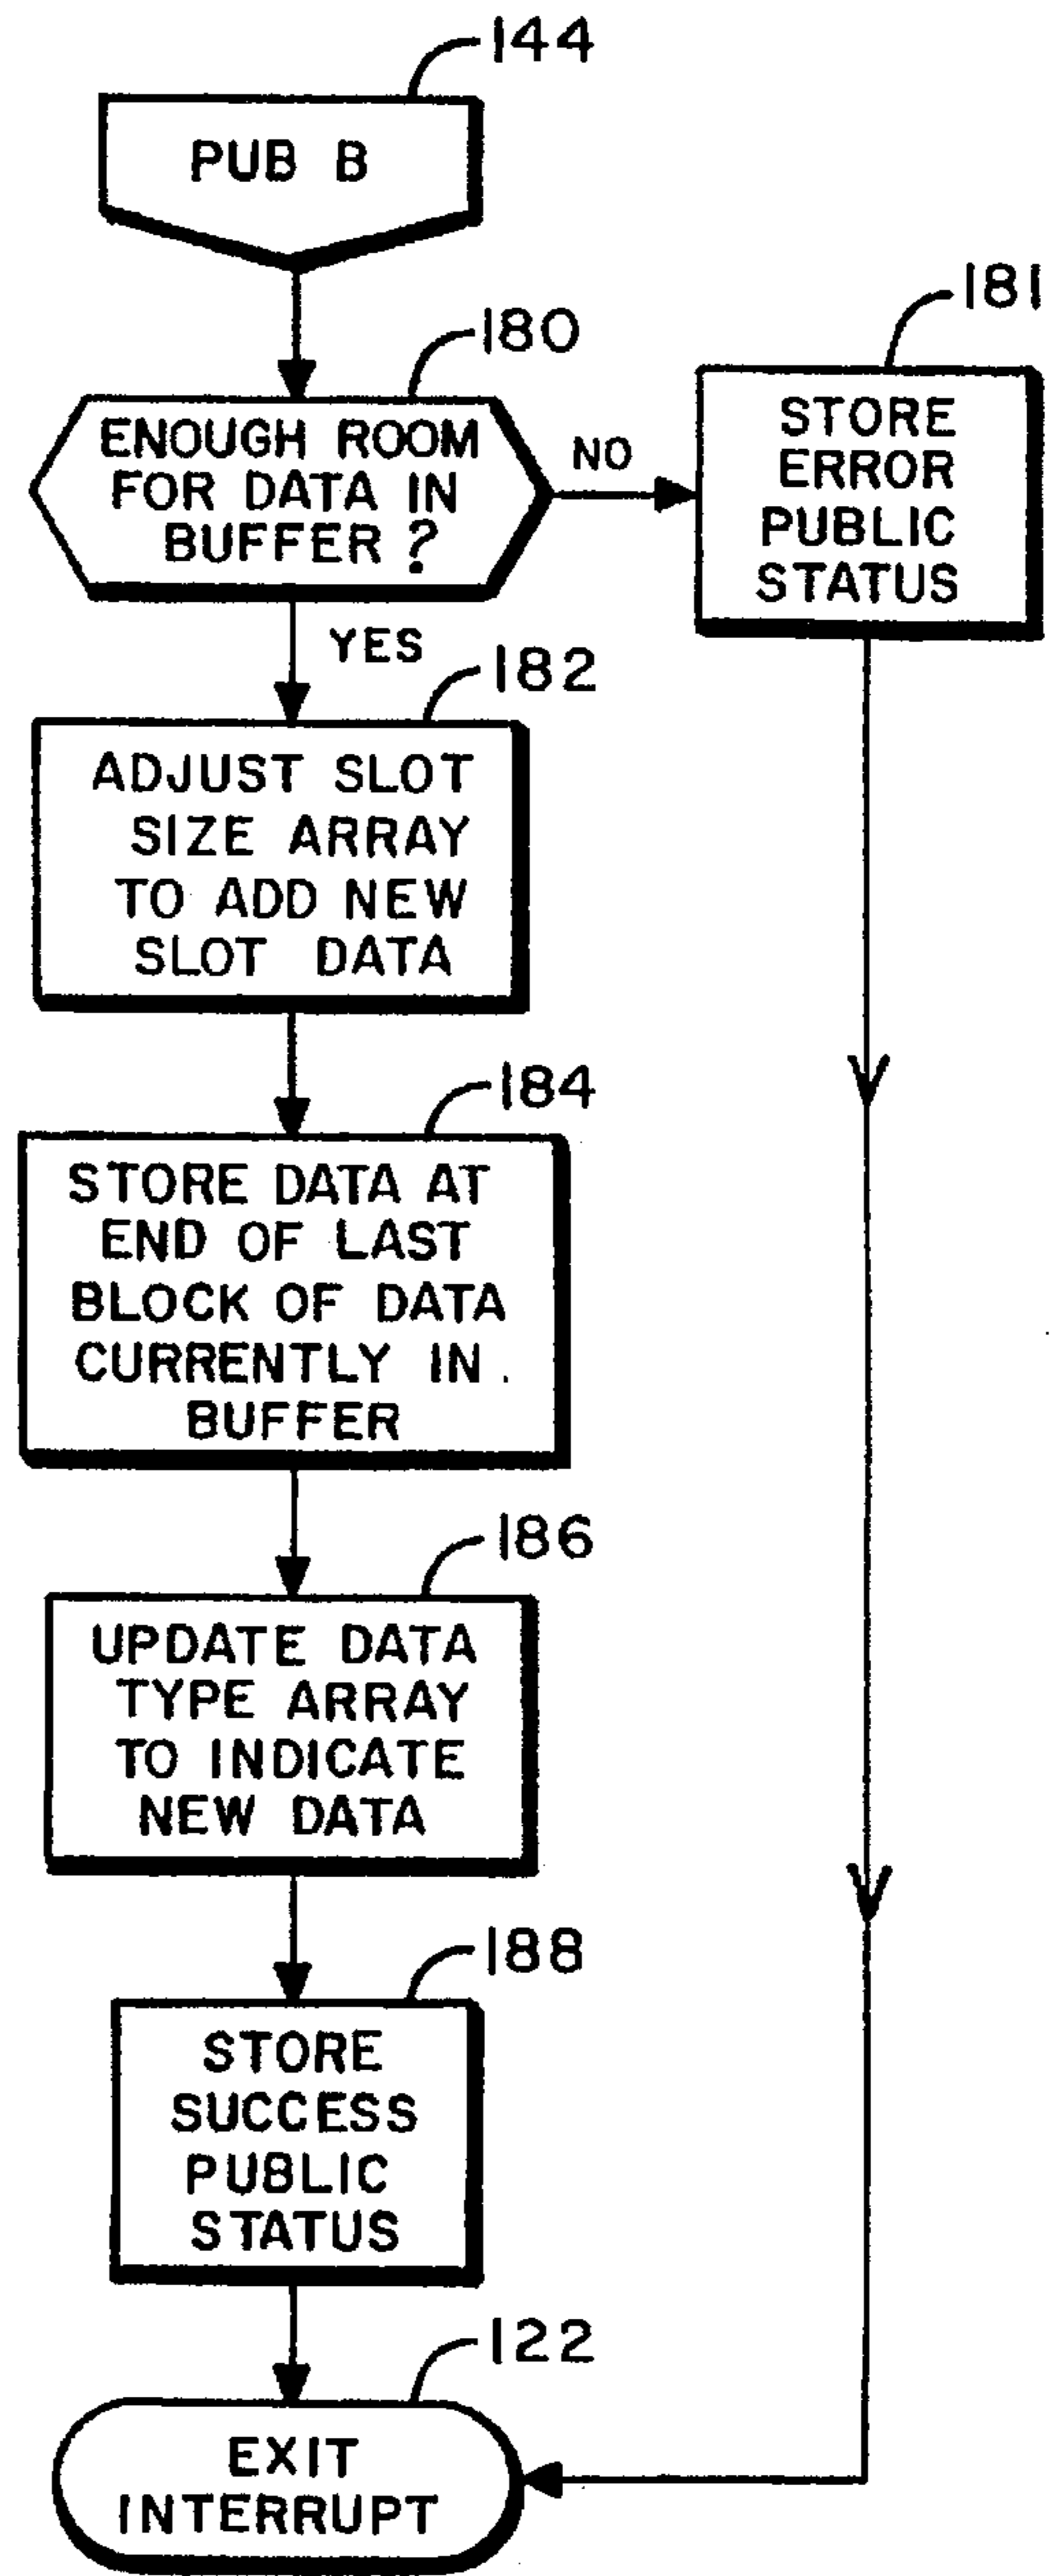 144
PUB B
180
ENOUGH ROOM
FOR DATA IN
BUFFER ?
NO
181
STORE
ERROR
PUBLIC
STATUS
YES
182
ADJUST SLOT
SIZE ARRAY
TO ADD NEW
SLOT DATA
184
STORE DATA AT
END OF LAST
BLOCK OF DATA
CURRENTLY IN
BUFFER
186
UPDATE DATA
TYPE ARRAY
TO INDICATE
NEW DATA
188
STORE
SUCCESS
PUBLIC
STATUS
122
EXIT
INTERRUPT